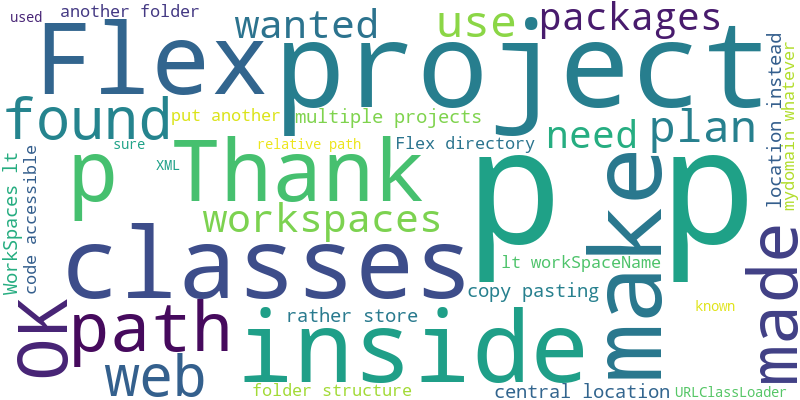 used
another folder
wanted
use
packages
Flex
project
found
put another
multiple projects
need
plan
sure
relative path
Flex directory
XML
p
Thank
p p
location instead
mydomain whatever
WorkSpaces lt
code accessible
workspaces
make
classes
lt workSpaceName
made
copy pasting
OK
path
inside
rather store
known
web
folder structure
central location
URLClassLoader